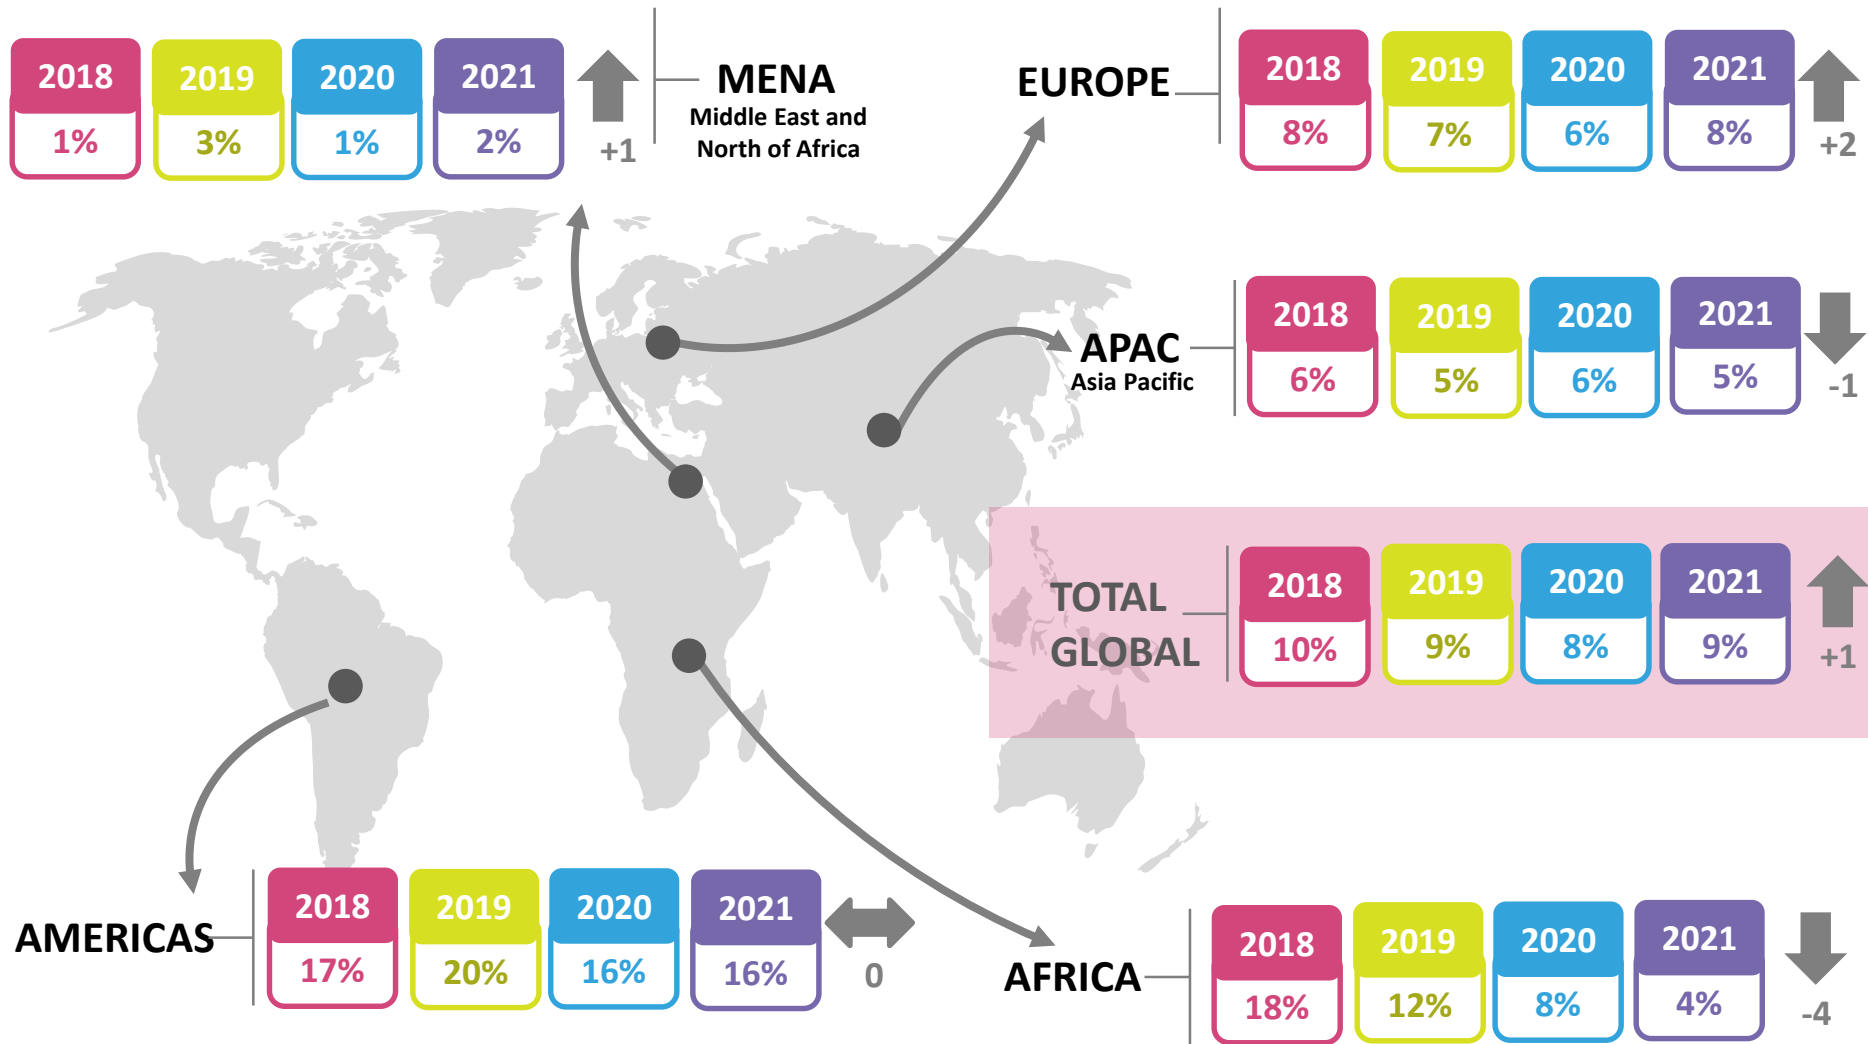 2018 2019 2020 2021
1% 3% 1% 2% +1
MENA
Middle East and
North of Africa
EUROPE
2018 2019 2020 2021
8% 7% 6% 8% +2
APAC
Asia Pacific
2018 2019 2020 2021
6% 5% 6% 5% -1
TOTAL
GLOBAL
2018 2019 2020 2021
10% 9% 8% 9% +1
AMERICAS
2018 2019 2020 2021
17% 20% 16% 16% 0
AFRICA
2018 2019 2020 2021
18% 12% 8% 4% -4